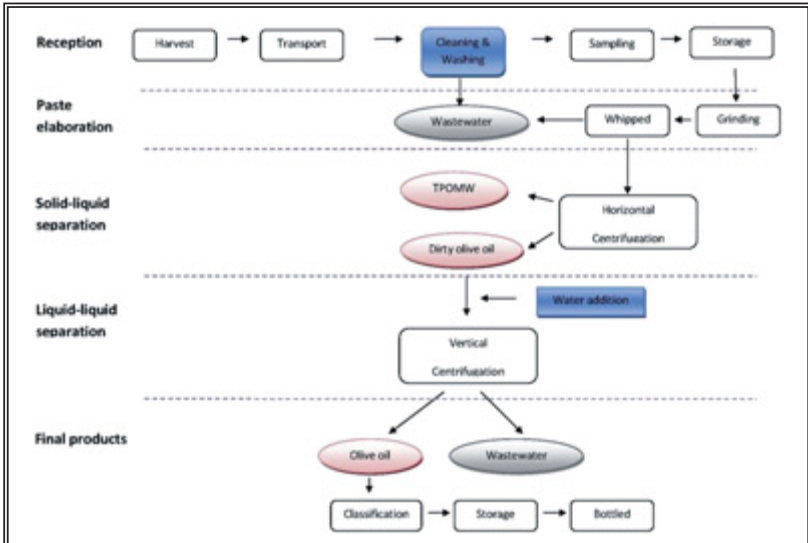 Reception
Harvest
Transport
Cleaning &
Washing
Sampling
Storage
Paste
elaboration
Wastewater
Whipped
Grinding
Solid-liquid
separation
TPOMW
Horizontal
Centrifugation
Dirty olive oil
Liquid-liquid
separation
Water addition
Vertical
Centrifugation
Final products
Olive oil
Wastewater
Classification
Storage
Bottled